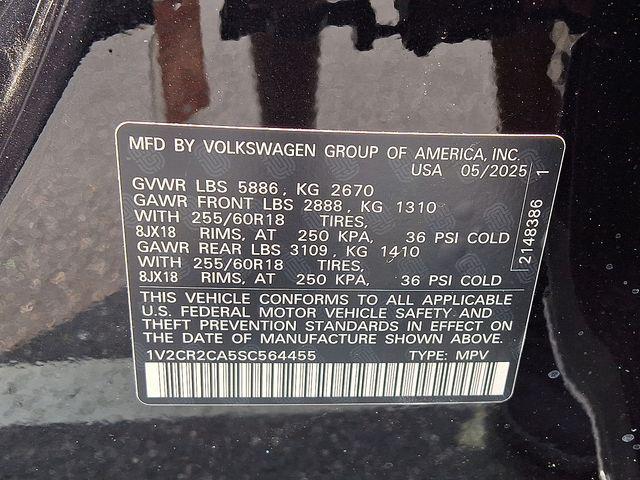 MFD BY VOLKSWAGEN GROUP OF AMERICA, INC.
USA 05/2025
GVWR LBS 5886, KG 2670
GAWR FRONT LBS 2888, KG 1310
WITH 255/60R18 TIRES,
8JX18 RIMS, AT 250 KPA, 36 PSI COLD
GAWR REAR LBS 3109, KG 1410
WITH 255/60R18 TIRES,
8JX18 RIMS, AT 250 KPA, 36 PSI COLD
2148386 1
THIS VEHICLE CONFORMS TO ALL APPLICABLE
U.S. FEDERAL MOTOR VEHICLE SAFETY AND
THEFT PREVENTION STANDARDS IN EFFECT ON
THE DATE OF MANUFACTURE SHOWN ABOVE.
1V2CR2CA5SC564455 TYPE: MPV